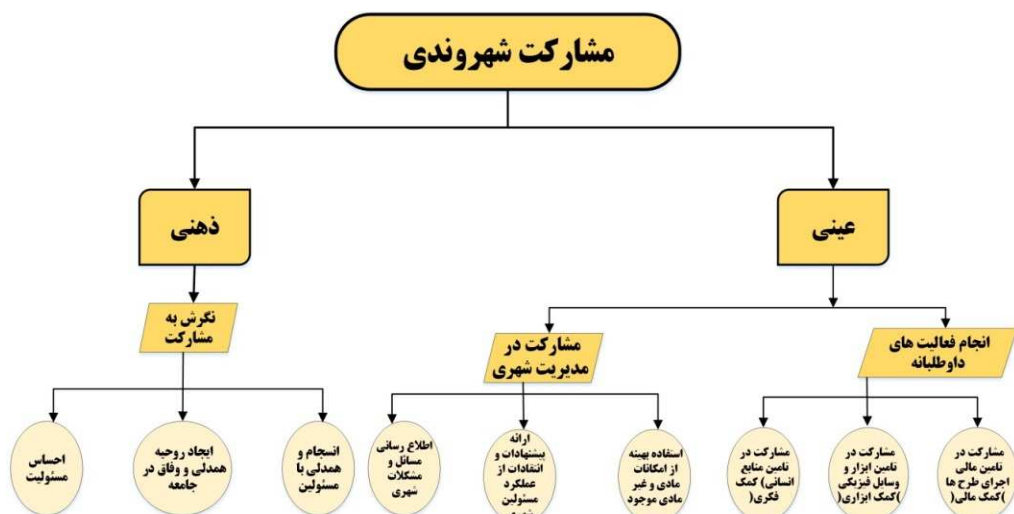 مشارکت شهروندی
عینی
ذهنی
انجام فعالیت های
داوطلبانه
مشارکت در
مدیریت شهری
نگرش به
مشارکت
مشارکت در
تامین مالی
اجرای طرح ها
)کمک مالی(
مشارکت در
تامین ابزار و
وسایل فیزیکی
)کمک ابزاری(
مشارکت در
تامین منابع
انسانی) کمک
فکری(
استفاده بهینه
از امکانات
مادی و غیر
مادی موجود
ارائه
پیشنهادات و
انتقادات از
عملکرد
مسئولین
اطلاع رسانی
مسائل و
مشکلات
شهری
انسجام و
همدلی با
مسئولین
ایجاد روحیه
همدلی و وفاق در
جامعه
احساس
مسئولیت